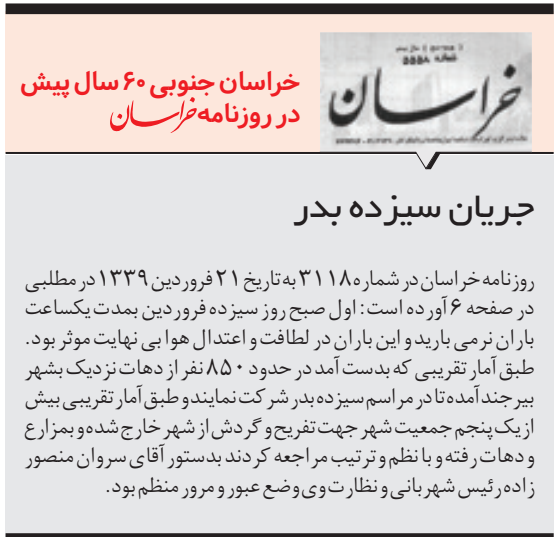 خراسان جنوبی ۶۰ سال پیش
در روزنامه خراسان
شماره ۵۵۵۸
خراسان
جریان سیزده بدر
روزنامه خراسان در شماره ۳۱۱۸ به تاریخ ۲۱ فروردین ۱۳۳۹ در مطلبی
در صفحه ۶ آورده است: اول صبح روز سیزده فروردین بمدت یکساعت
باران نرمی بارید و این باران در لطافت و اعتدال هوا بی نهایت موثر بود.
طبق آمار تقریبی که بدست آمد در حدود ۸۵۰ نفر از دهات نزدیک بشهر
بیرجند آمده تا در مراسم سیزده بدر شرکت نمایند و طبق آمار تقریبی بیش
از یک پنجم جمعیت شهر جهت تفریح و گردش از شهر خارج شده و بمزارع
و دهات رفته و با نظم و ترتیب مراجعه کردند بدستور آقای سروان منصور
زاده رئیس شهربانی و نظارت وی وضع عبور و مرور منظم بود.